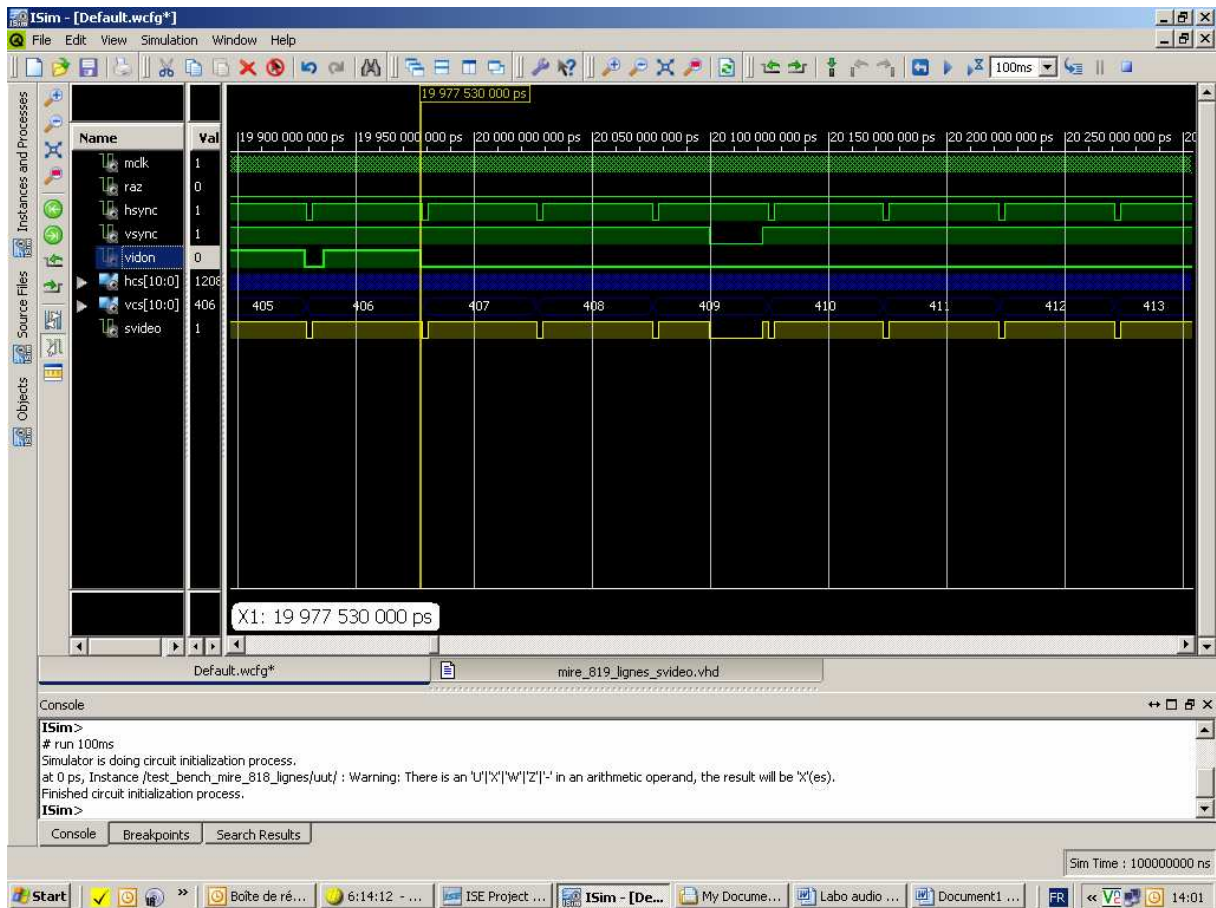 ISim - [Default.wcfg*]
File Edit View Simulation Window Help
100ms
19 977 530 000 ps
Name Val
19 900 000 000 ps 19 950 000 000 ps 20 000 000 000 ps 20 050 000 000 ps 20 100 000 000 ps 20 150 000 000 ps 20 200 000 000 ps 20 250 000 000 ps 20
mclk 1
raz 0
hsync 1
vsync 1
vidon 0
hcs[10:0] 1208
vcs[10:0] 406 405 406 407 408 409 410 411 412 413
svideo 1
Instances and Processes
Source Files
Objects
X1: 19 977 530 000 ps
Default.wcfg* mire_819_lignes_svideo.vhd
Console
ISim>
# run 100ms
Simulator is doing circuit initialization process.
at 0 ps, Instance /test_bench_mire_818_lignes/uut/ : Warning: There is an 'U'|'X'|'W'|'Z'|'-' in an arithmetic operand, the result will be 'X'(es).
Finished circuit initialization process.
ISim>
Console Breakpoints Search Results
Sim Time : 100000000 ns
Start » Boîte de ré... 6:14:12 - ... ISE Project ... ISim - [De... My Docume... Labo audio ... Document1 ... FR « V2 14:01